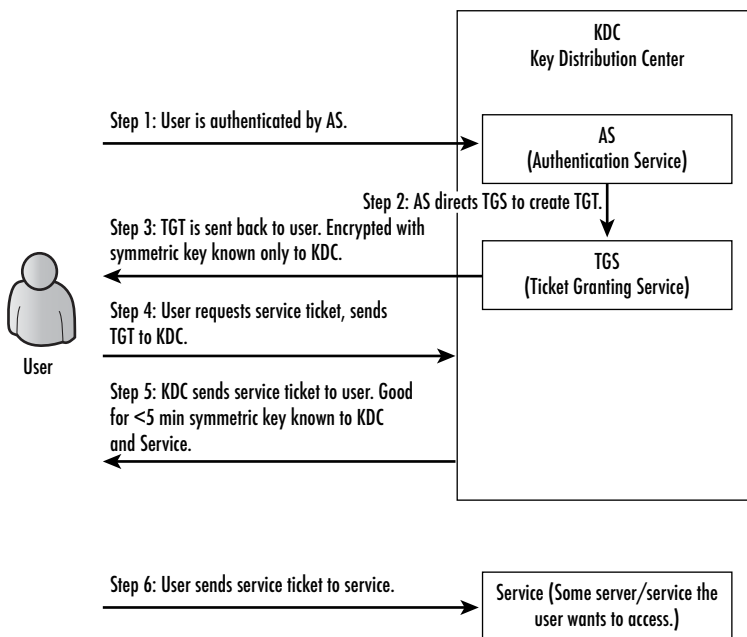 KDC
Key Distribution Center
Step 1: User is authenticated by AS.
AS
(Authentication Service)
Step 2: AS directs TGS to create TGT.
Step 3: TGT is sent back to user. Encrypted with
symmetric key known only to KDC.
TGS
(Ticket Granting Service)
Step 4: User requests service ticket, sends
TGT to KDC.
User
Step 5: KDC sends service ticket to user. Good
for <5 min symmetric key known to KDC
and Service.
Step 6: User sends service ticket to service.
Service (Some server/service the
user wants to access.)